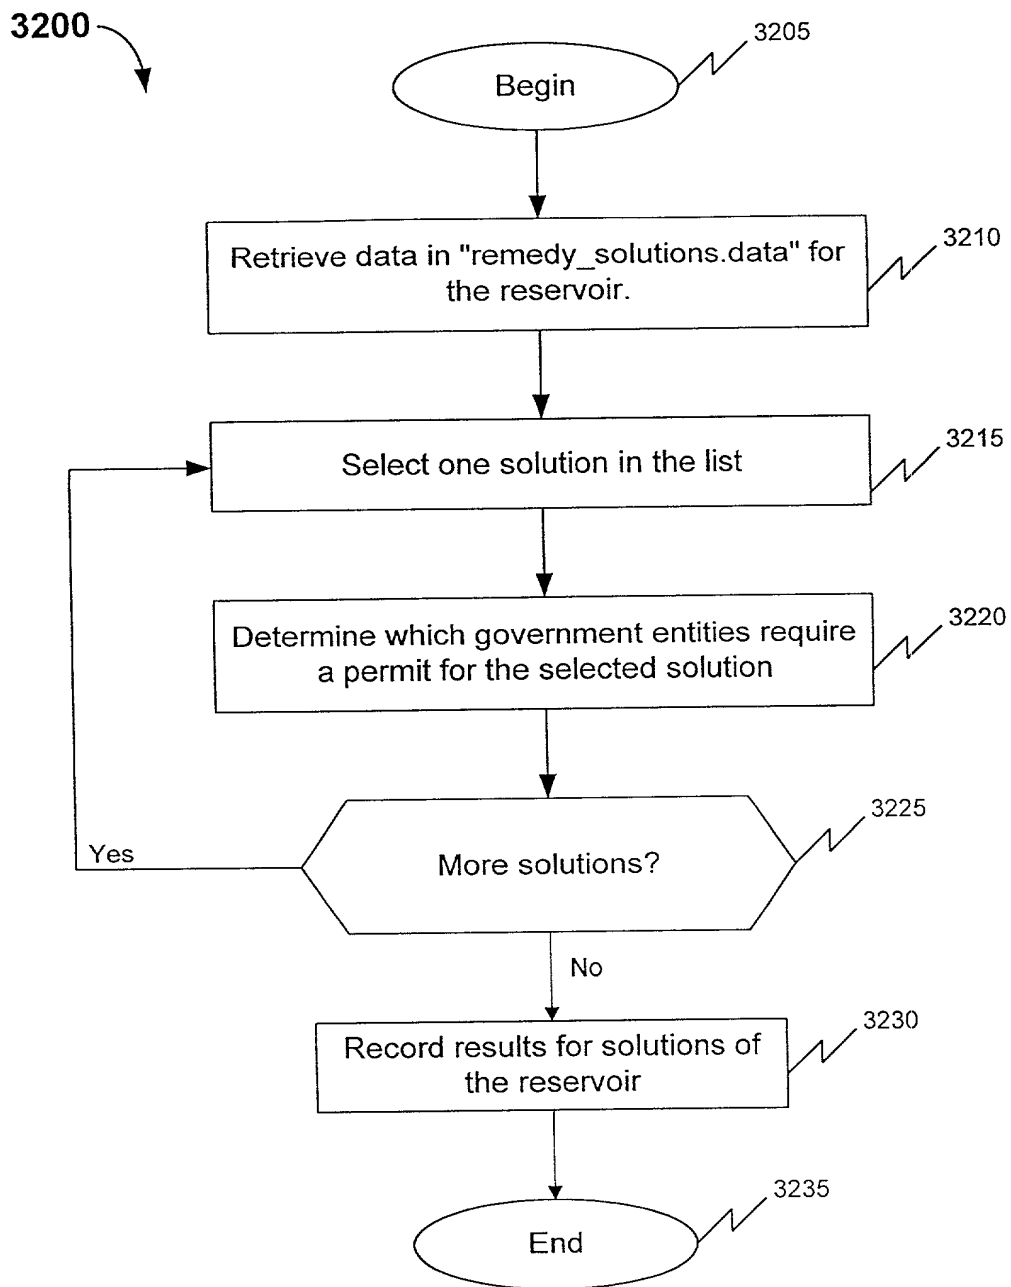 3200
3205
Begin
3210
Retrieve data in "remedy_solutions.data" for
the reservoir.
3215
Select one solution in the list
3220
Determine which government entities require
a permit for the selected solution
3225
More solutions?
Yes
No
3230
Record results for solutions of
the reservoir
3235
End